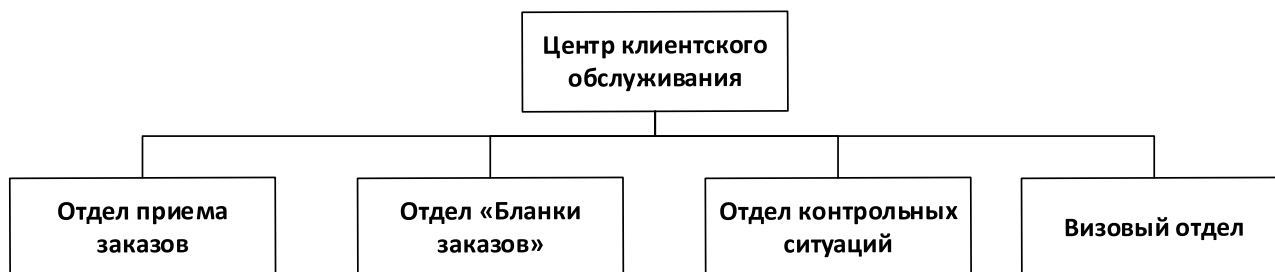 Центр клиентского
обслуживания
Отдел приема
заказов
Отдел «Бланки
заказов»
Отдел контрольных
ситуаций
Визовый отдел